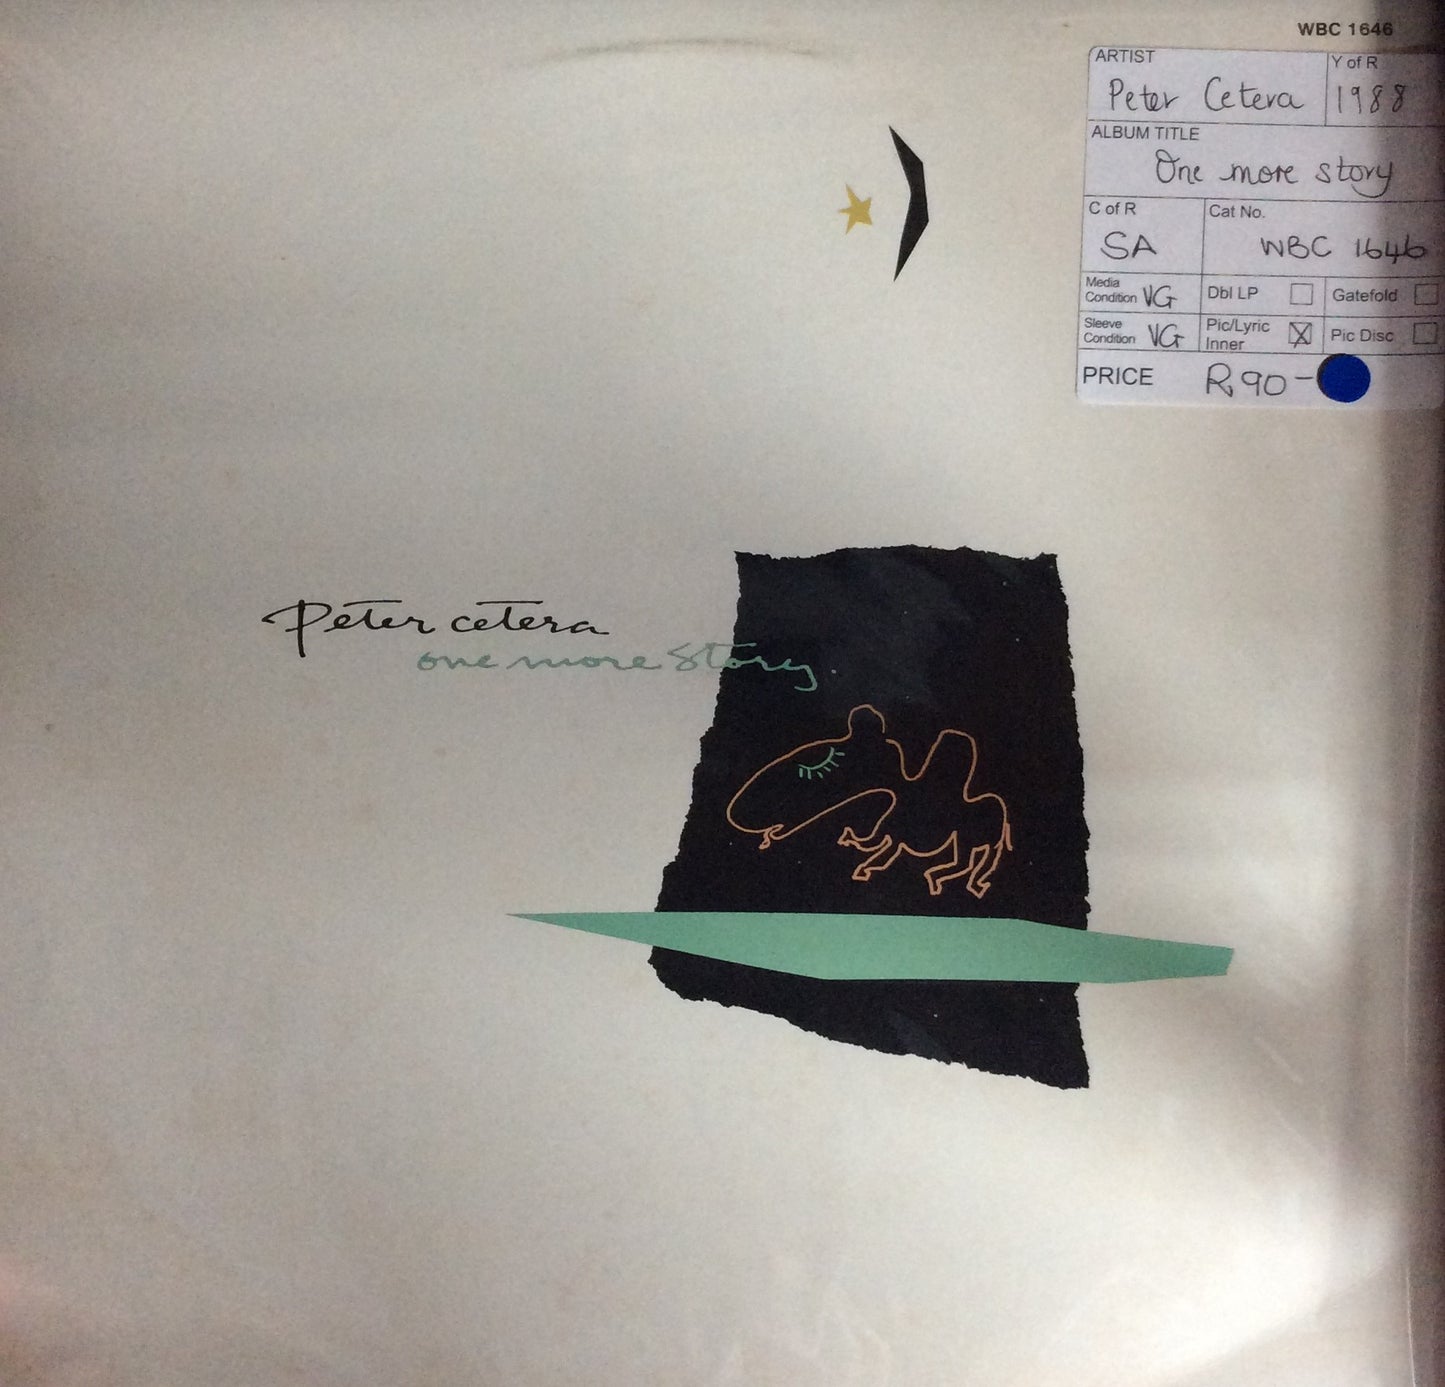 WBC 1646
ARTIST Y of R
Peter Cetera 1988
ALBUM TITLE
One more story
C of R Cat No.
SA WBC 1646
Media Condition VG Dbl LP Gatefold
Sleeve Condition VG Pic/Lyric Inner Pic Disc
PRICE R90-
Peter cetera
one more story.